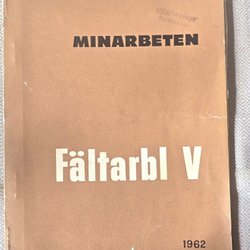 MINARBETEN
Fältarbl V
1962